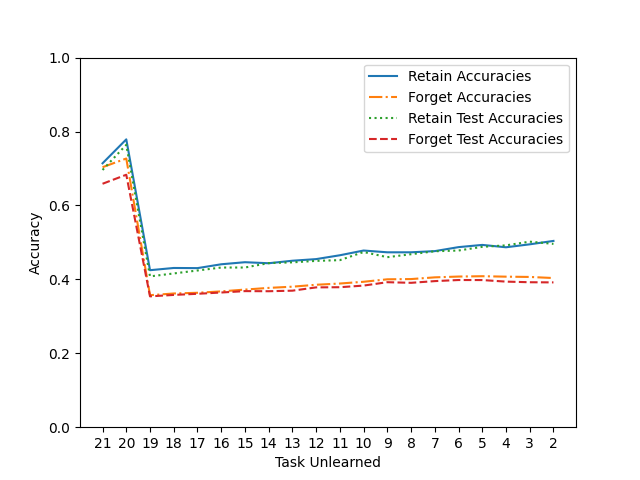 1.0
0.8
0.6
0.4
0.2
0.0
Accuracy
Retain Accuracies
Forget Accuracies
Retain Test Accuracies
Forget Test Accuracies
21 20 19 18 17 16 15 14 13 12 11 10 9 8 7 6 5 4 3 2
Task Unlearned